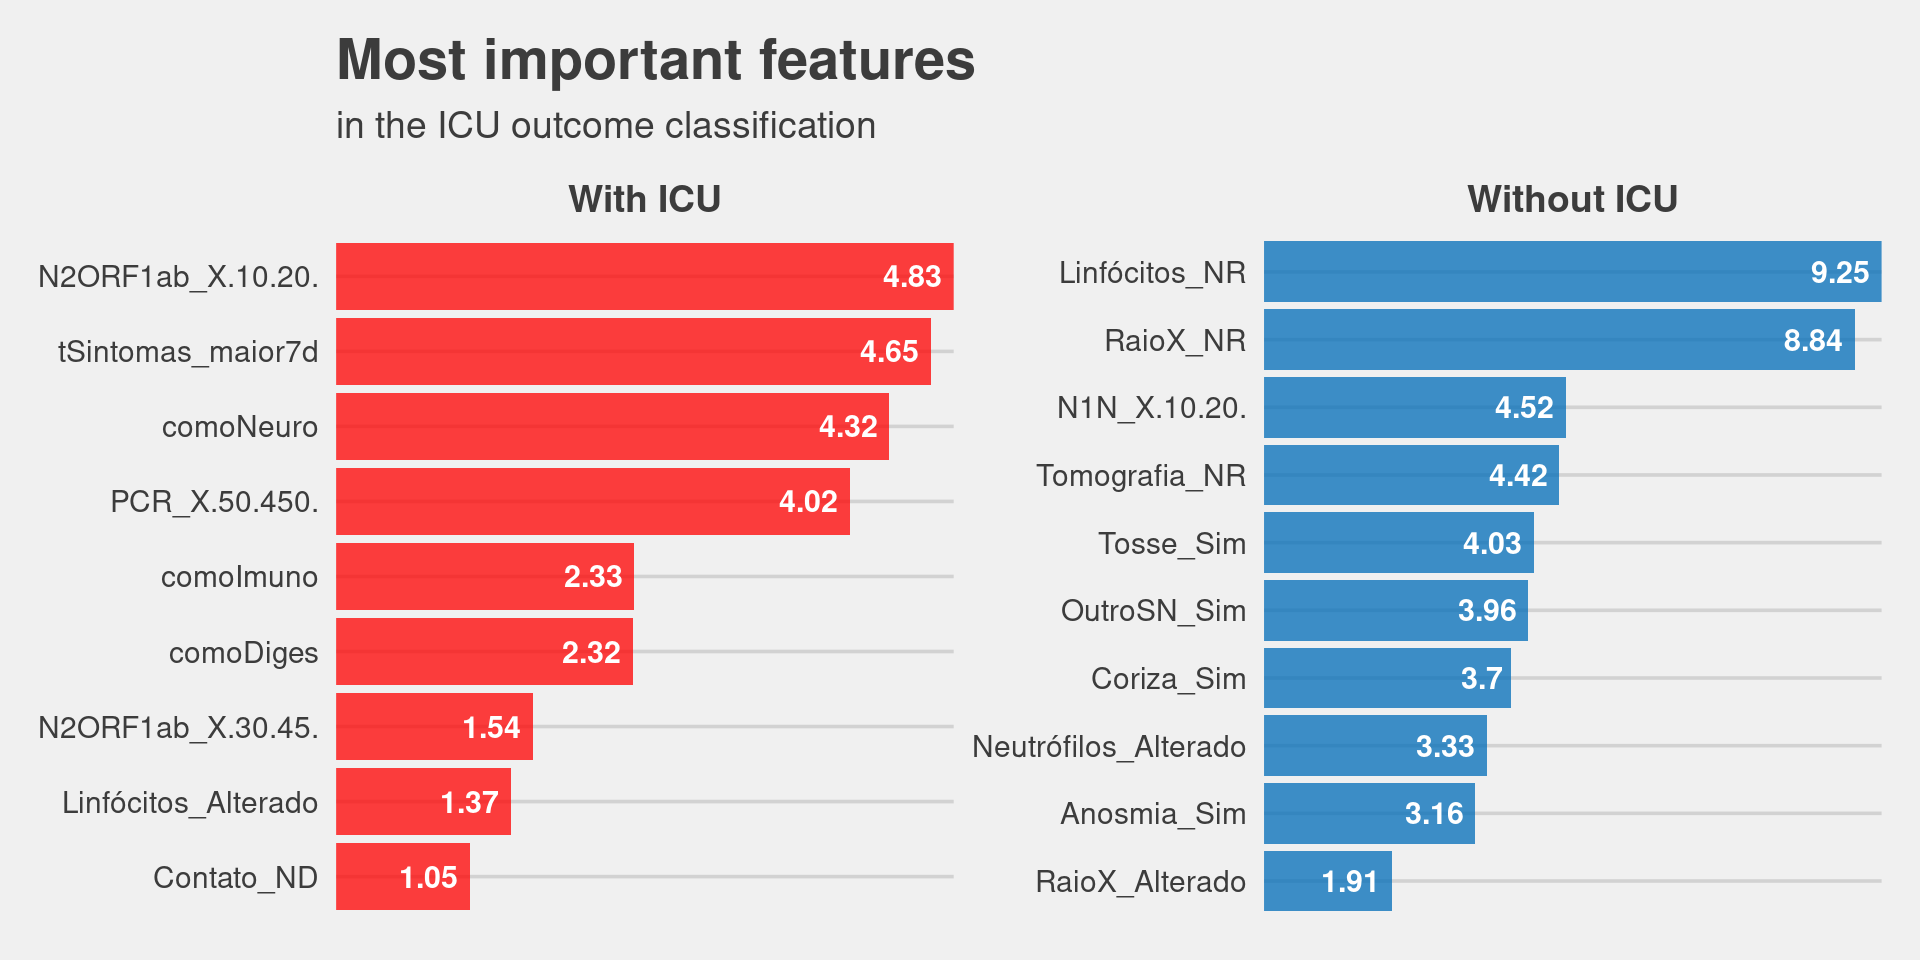 Most important features
in the ICU outcome classification
With ICU
N2ORF1ab_X.10.20. 4.83
tSintomas_maior7d 4.65
comoNeuro 4.32
PCR_X.50.450. 4.02
comoImuno 2.33
comoDiges 2.32
N2ORF1ab_X.30.45. 1.54
Linfócitos_Alterado 1.37
Contato_ND 1.05
Without ICU
Linfócitos_NR 9.25
RaioX_NR 8.84
N1N_X.10.20. 4.52
Tomografia_NR 4.42
Tosse_Sim 4.03
OutroSN_Sim 3.96
Coriza_Sim 3.7
Neutrófilos_Alterado 3.33
Anosmia_Sim 3.16
RaioX_Alterado 1.91